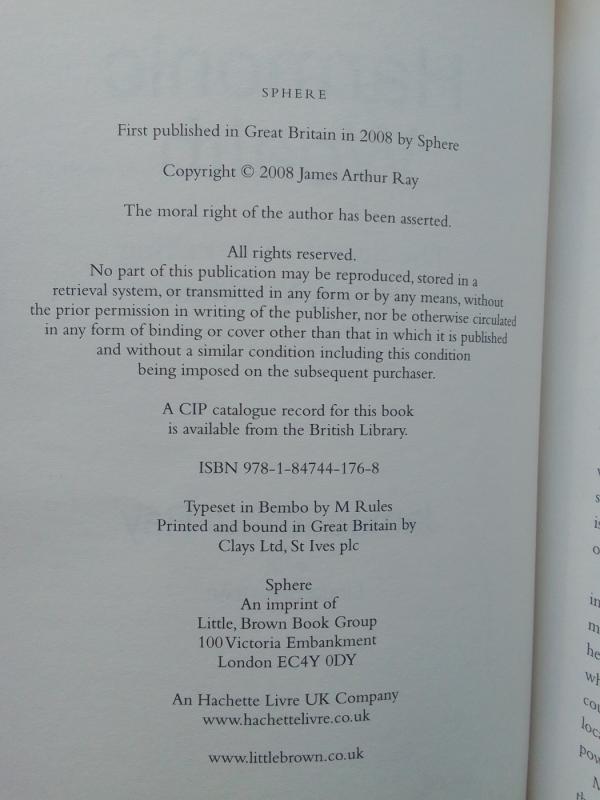 SPHERE
First published in Great Britain in 2008 by Sphere
Copyright © 2008 James Arthur Ray
The moral right of the author has been asserted.
All rights reserved.
No part of this publication may be reproduced, stored in a
retrieval system, or transmitted in any form or by any means, without
the prior permission in writing of the publisher, nor be otherwise circulated
in any form of binding or cover other than that in which it is published
and without a similar condition including this condition
being imposed on the subsequent purchaser.
A CIP catalogue record for this book
is available from the British Library.
ISBN 978-1-84744-176-8
Typeset in Bembo by M Rules
Printed and bound in Great Britain by
Clays Ltd, St Ives plc
Sphere
An imprint of
Little, Brown Book Group
100 Victoria Embankment
London EC4Y 0DY
An Hachette Livre UK Company
www.hachettelivre.co.uk
www.littlebrown.co.uk